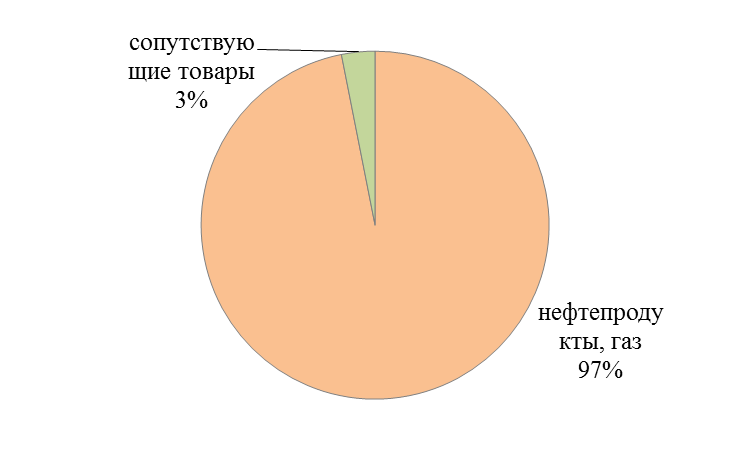 сопутствую
щие товары
3%
нефтепроду
кты, газ
97%